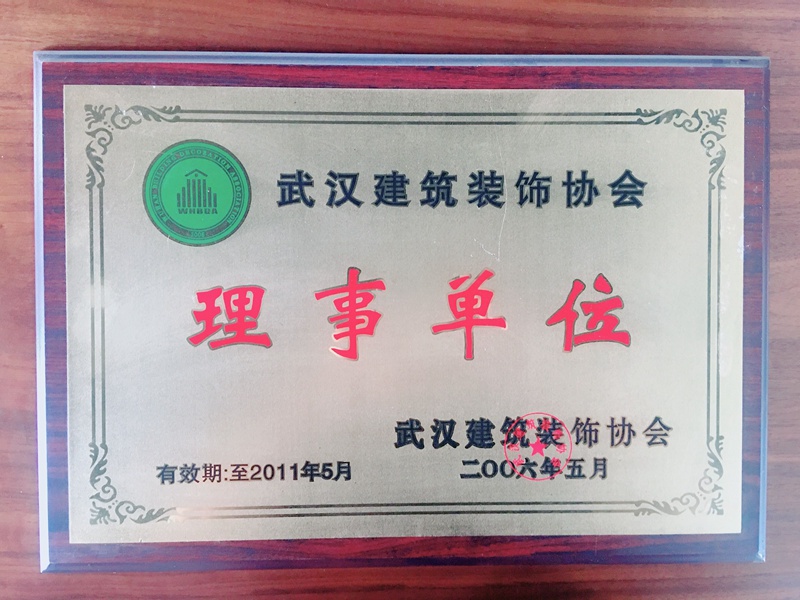 武汉建筑装饰协会
WHBCA
理事单位
武汉建筑装饰协会
有效期:至2011年5月
二〇〇六年五月